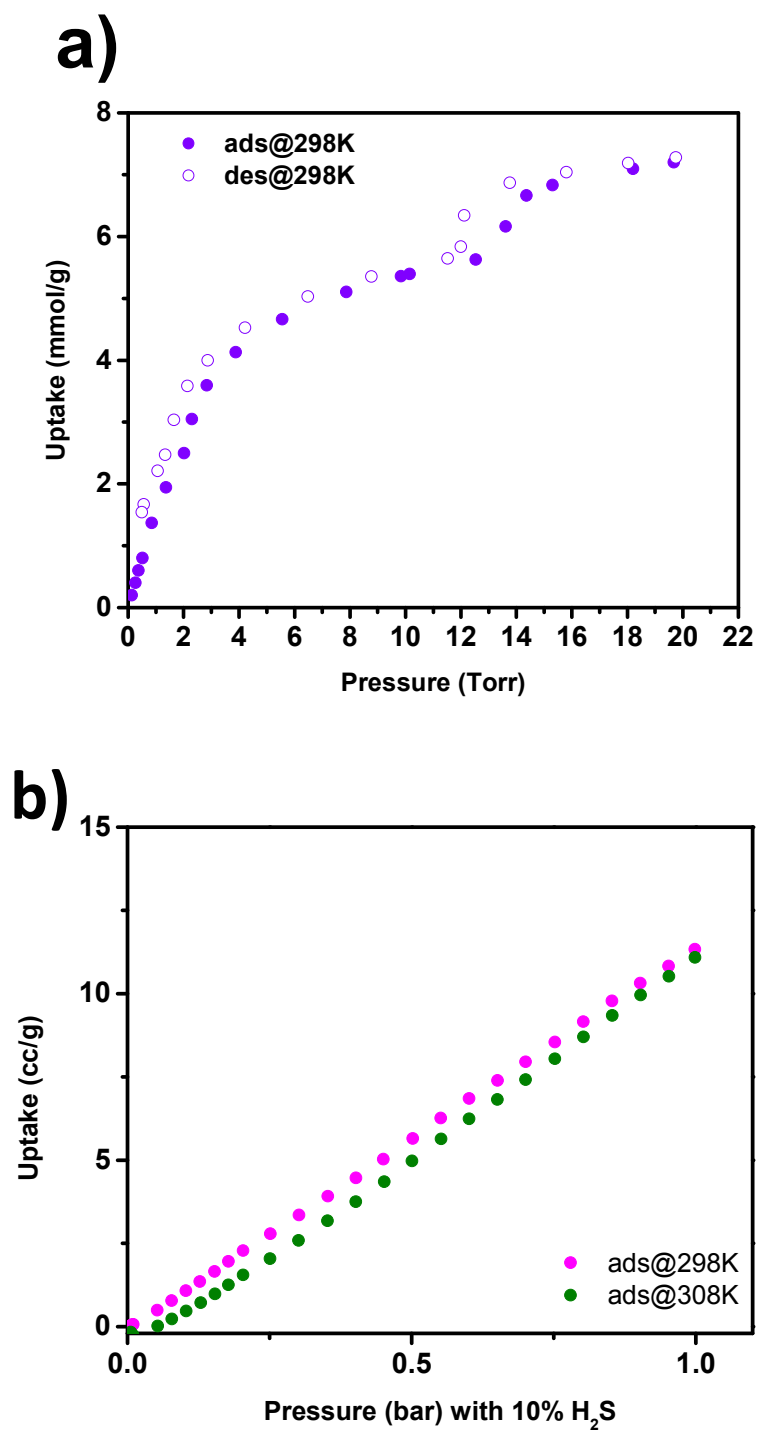 a)
8
ads@298K
des@298K
6
4
2
0
0 2 4 6 8 10 12 14 16 18 20 22
Uptake (mmol/g)
Pressure (Torr)
b)
15
10
5
0
0.0 0.5 1.0
Uptake (cc/g)
ads@298K
ads@308K
Pressure (bar) with 10% H₂S